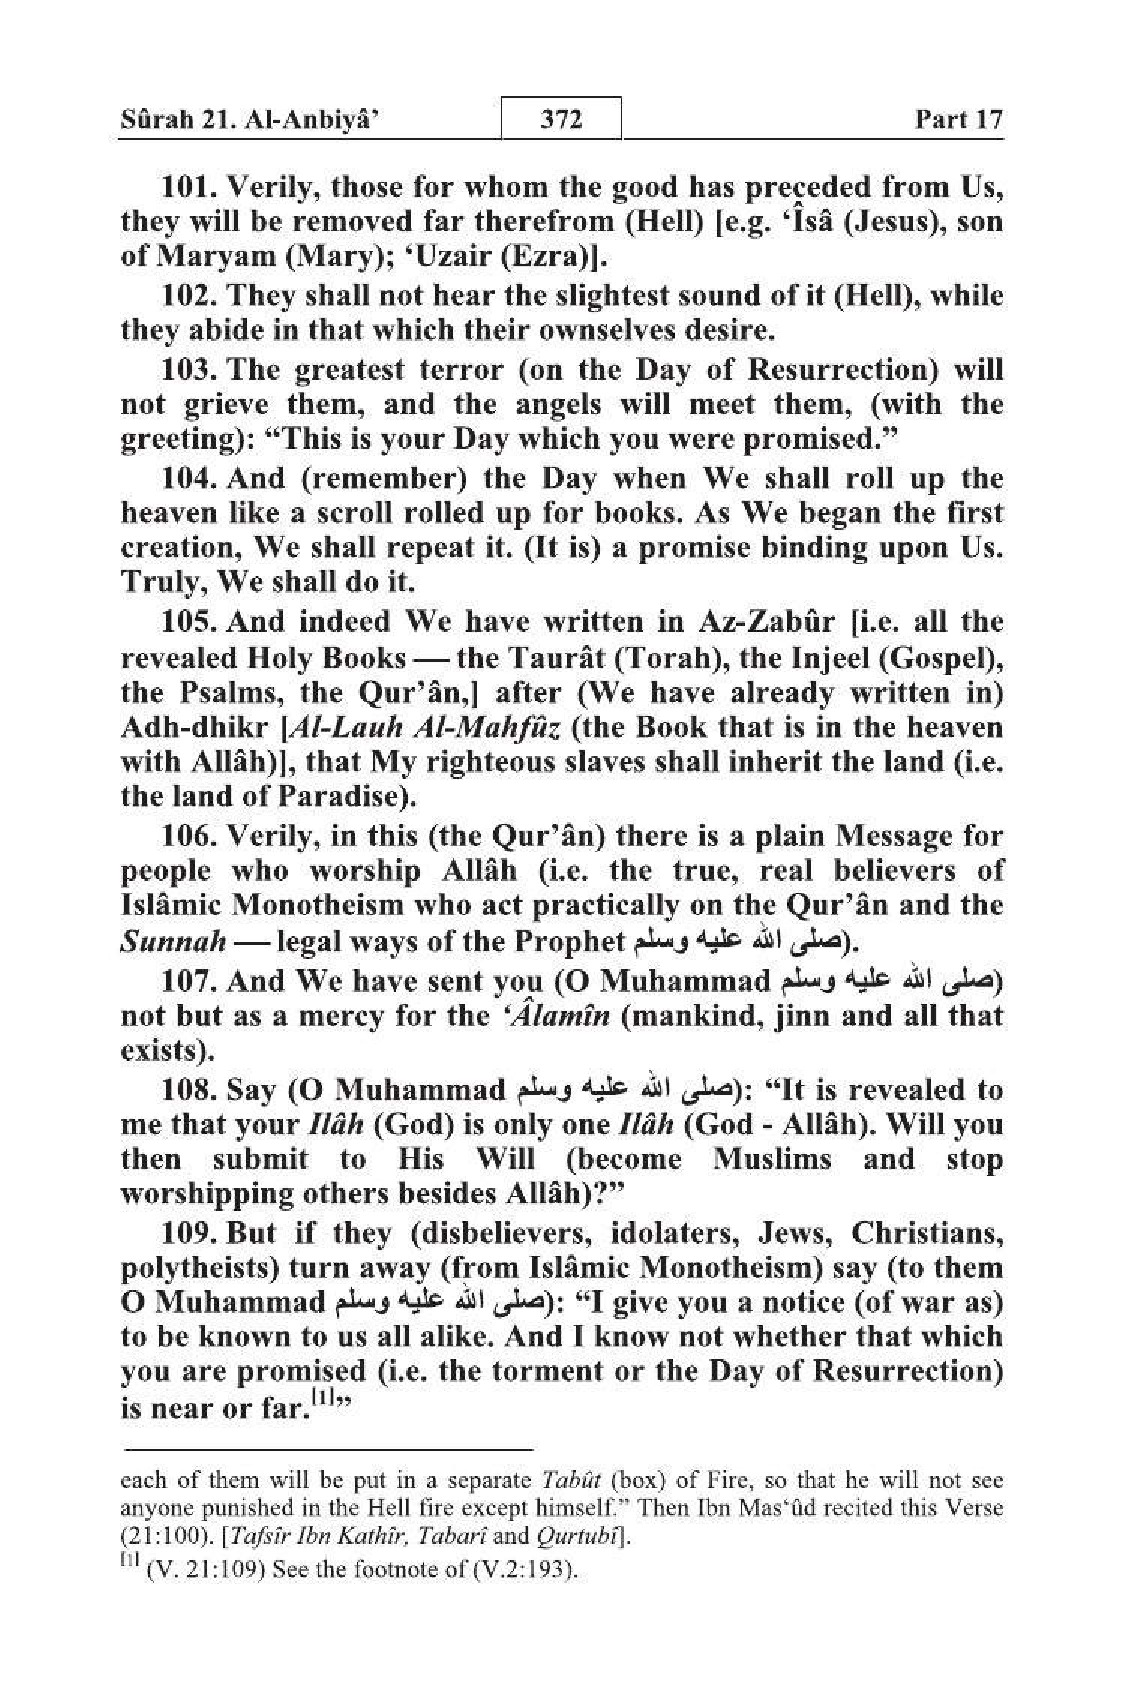 Sûrah 21. Al-Anbiyâ’ 372 Part 17
101. Verily, those for whom the good has preceded from Us,
they will be removed far therefrom (Hell) [e.g. ‘Îsâ (Jesus), son
of Maryam (Mary); ‘Uzair (Ezra)].
102. They shall not hear the slightest sound of it (Hell), while
they abide in that which their ownselves desire.
103. The greatest terror (on the Day of Resurrection) will
not grieve them, and the angels will meet them, (with the
greeting): “This is your Day which you were promised.”
104. And (remember) the Day when We shall roll up the
heaven like a scroll rolled up for books. As We began the first
creation, We shall repeat it. (It is) a promise binding upon Us.
Truly, We shall do it.
105. And indeed We have written in Az-Zabûr [i.e. all the
revealed Holy Books — the Taurât (Torah), the Injeel (Gospel),
the Psalms, the Qur’ân,] after (We have already written in)
Adh-dhikr [Al-Lauh Al-Mahfûz (the Book that is in the heaven
with Allâh)], that My righteous slaves shall inherit the land (i.e.
the land of Paradise).
106. Verily, in this (the Qur’ân) there is a plain Message for
people who worship Allâh (i.e. the true, real believers of
Islâmic Monotheism who act practically on the Qur’ân and the
Sunnah — legal ways of the Prophet صلى الله عليه وسلم).
107. And We have sent you (O Muhammad صلى الله عليه وسلم)
not but as a mercy for the ‘Âlamîn (mankind, jinn and all that
exists).
108. Say (O Muhammad صلى الله عليه وسلم): “It is revealed to
me that your Ilâh (God) is only one Ilâh (God - Allâh). Will you
then submit to His Will (become Muslims and stop
worshipping others besides Allâh)?”
109. But if they (disbelievers, idolaters, Jews, Christians,
polytheists) turn away (from Islâmic Monotheism) say (to them
O Muhammad صلى الله عليه وسلم): “I give you a notice (of war as)
to be known to us all alike. And I know not whether that which
you are promised (i.e. the torment or the Day of Resurrection)
is near or far.[1]”
each of them will be put in a separate Tabût (box) of Fire, so that he will not see
anyone punished in the Hell fire except himself.” Then Ibn Mas‘ûd recited this Verse
(21:100). [Tafsîr Ibn Kathîr, Tabarî and Qurtubî].
[1] (V. 21:109) See the footnote of (V.2:193).